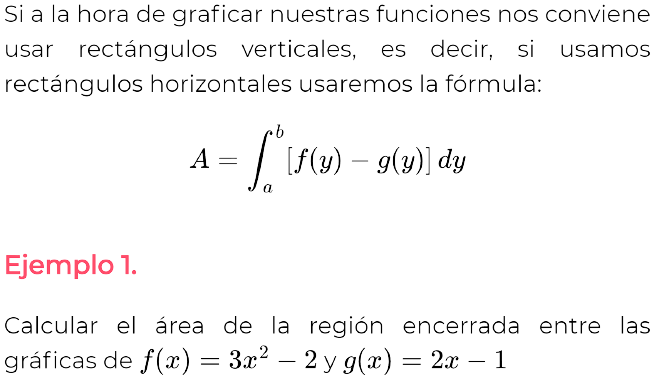 Si a la hora de graficar nuestras funciones nos conviene
usar rectángulos verticales, es decir, si usamos
rectángulos horizontales usaremos la fórmula:
A = ∫_a^b [f(y) − g(y)] dy
Ejemplo 1.
Calcular el área de la región encerrada entre las
gráficas de f(x) = 3x² − 2 y g(x) = 2x − 1